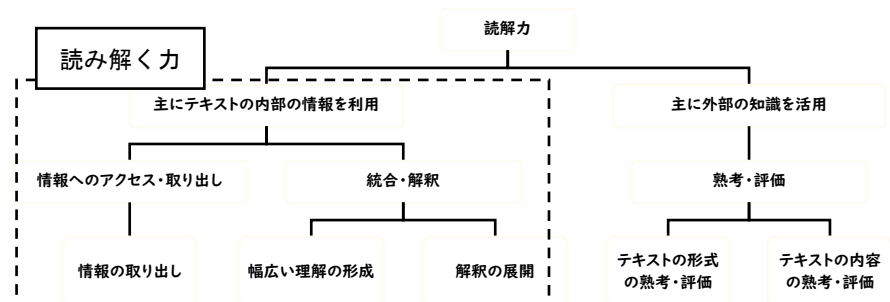 読解力
読み解く力
主にテキストの内部の情報を利用
主に外部の知識を活用
情報へのアクセス・取り出し
統合・解釈
熟考・評価
情報の取り出し
幅広い理解の形成
解釈の展開
テキストの形式
の熟考・評価
テキストの内容
の熟考・評価